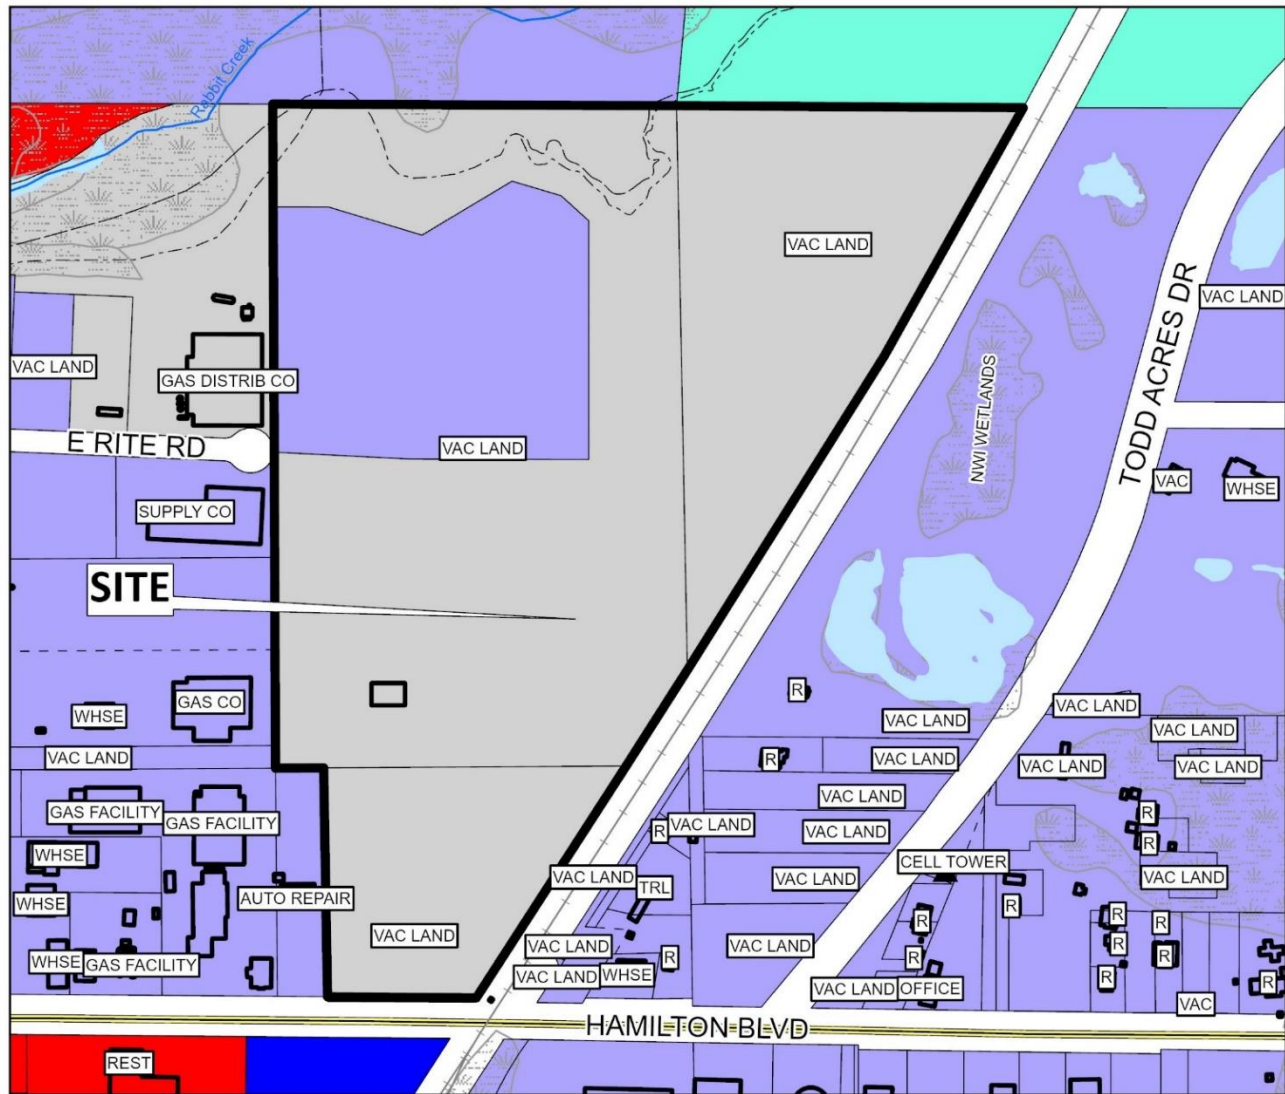 Rabbit Creek
VAC LAND
TODD ACRES DR
VAC LAND
VAC LAND
GAS DISTRIB CO
NWI WETLANDS
E RITE RD
VAC LAND
VAC
WHSE
SUPPLY CO
SITE
R
GAS CO
WHSE
VAC LAND
VAC LAND
VAC LAND
VAC LAND
R
VAC LAND
VAC LAND
VAC LAND
VAC LAND
GAS FACILITY
GAS FACILITY
R
VAC LAND
VAC LAND
R
R
WHSE
CELL TOWER
VAC LAND
TRL
VAC LAND
VAC LAND
WHSE
AUTO REPAIR
R
R
R
R
VAC LAND
VAC LAND
VAC LAND
R
WHSE
GAS FACILITY
R
R
R
VAC LAND
WHSE
R
R
VAC LAND
OFFICE
VAC
HAMILTON BLVD
REST